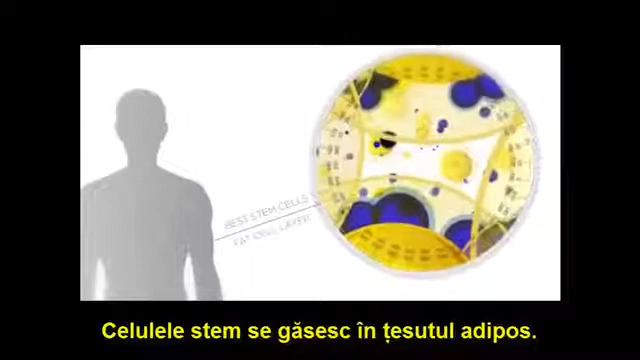 BEST STEM CELLS
FAT CELL LAYER
Celulele stem se găsesc în țesutul adipos.